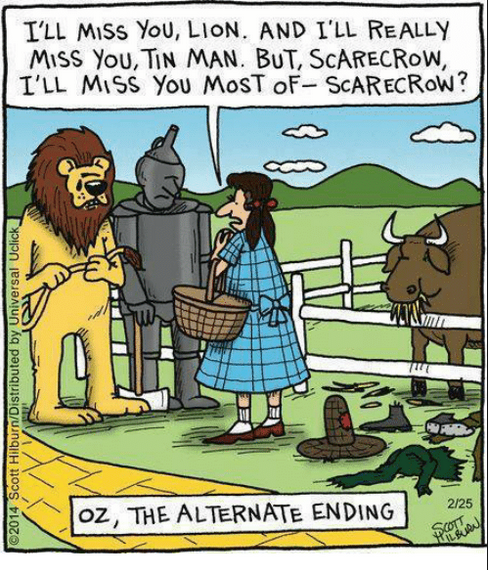 I'LL MISS YOU, LION. AND I'LL REALLY
MISS YOU, TIN MAN. BUT, SCARECROW,
I'LL MISS YOU MOST OF— SCARECROW?
©2014 Scott Hilburn/Distributed by Universal Uclick
OZ, THE ALTERNATE ENDING
2/25
SCOTT
HILBURN